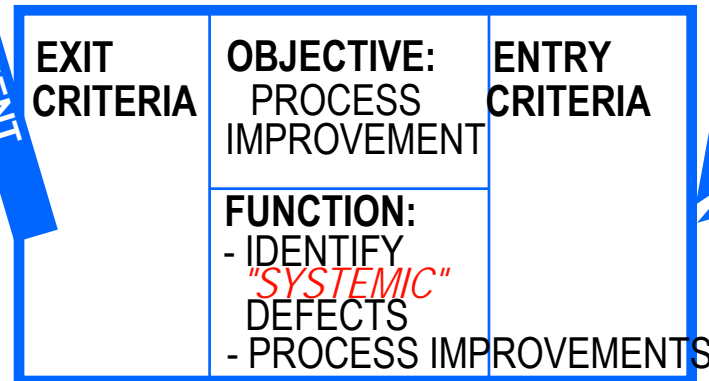 EXIT
CRITERIA
OBJECTIVE:
PROCESS
IMPROVEMENT
ENTRY
CRITERIA
FUNCTION:
- IDENTIFY
"SYSTEMIC"
DEFECTS
- PROCESS IMPROVEMENTS